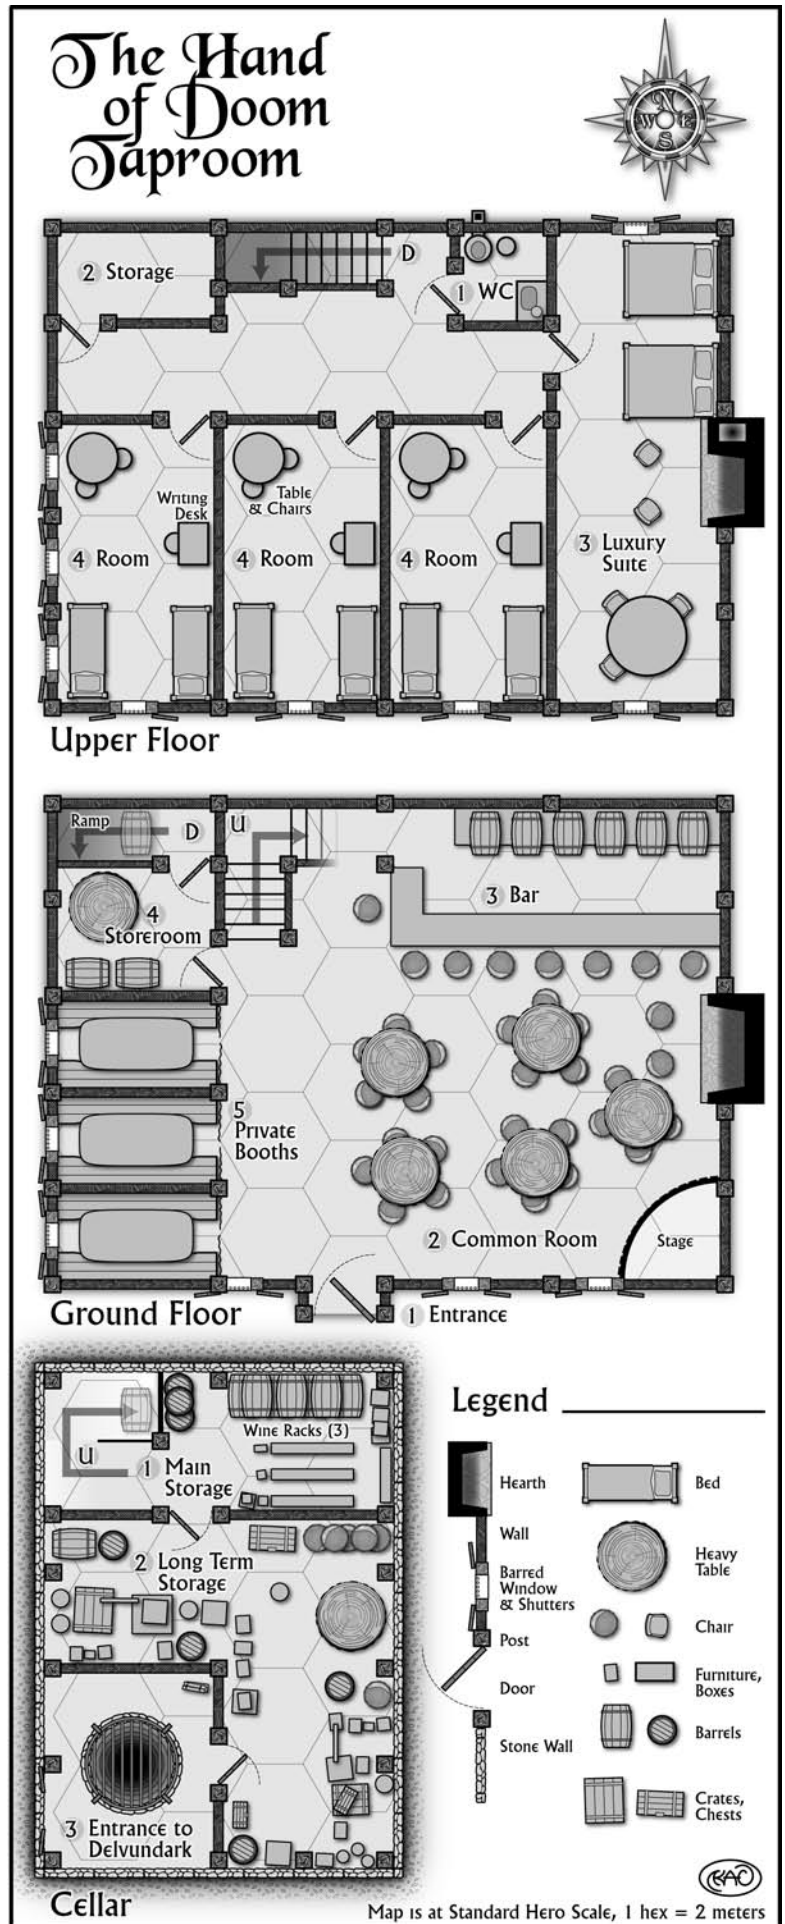 The Hand
of Doom
Taproom
N
W E
S
2 Storage
D
1 WC
Writing
Desk
Table
& Chairs
4 Room
4 Room
4 Room
3 Luxury
Suite
Upper Floor
Ramp
D
U
3 Bar
4
Storeroom
5
Private
Booths
2 Common Room
Stage
Ground Floor
1 Entrance
Wine Racks (3)
U
1 Main
Storage
2 Long Term
Storage
3 Entrance to
Delvundark
Cellar
Legend
Hearth
Bed
Wall
Heavy
Table
Barred
Window
& Shutters
Chair
Post
Furniture,
Boxes
Door
Barrels
Stone Wall
Crates,
Chests
KAC
Map is at Standard Hero Scale, 1 hex = 2 meters